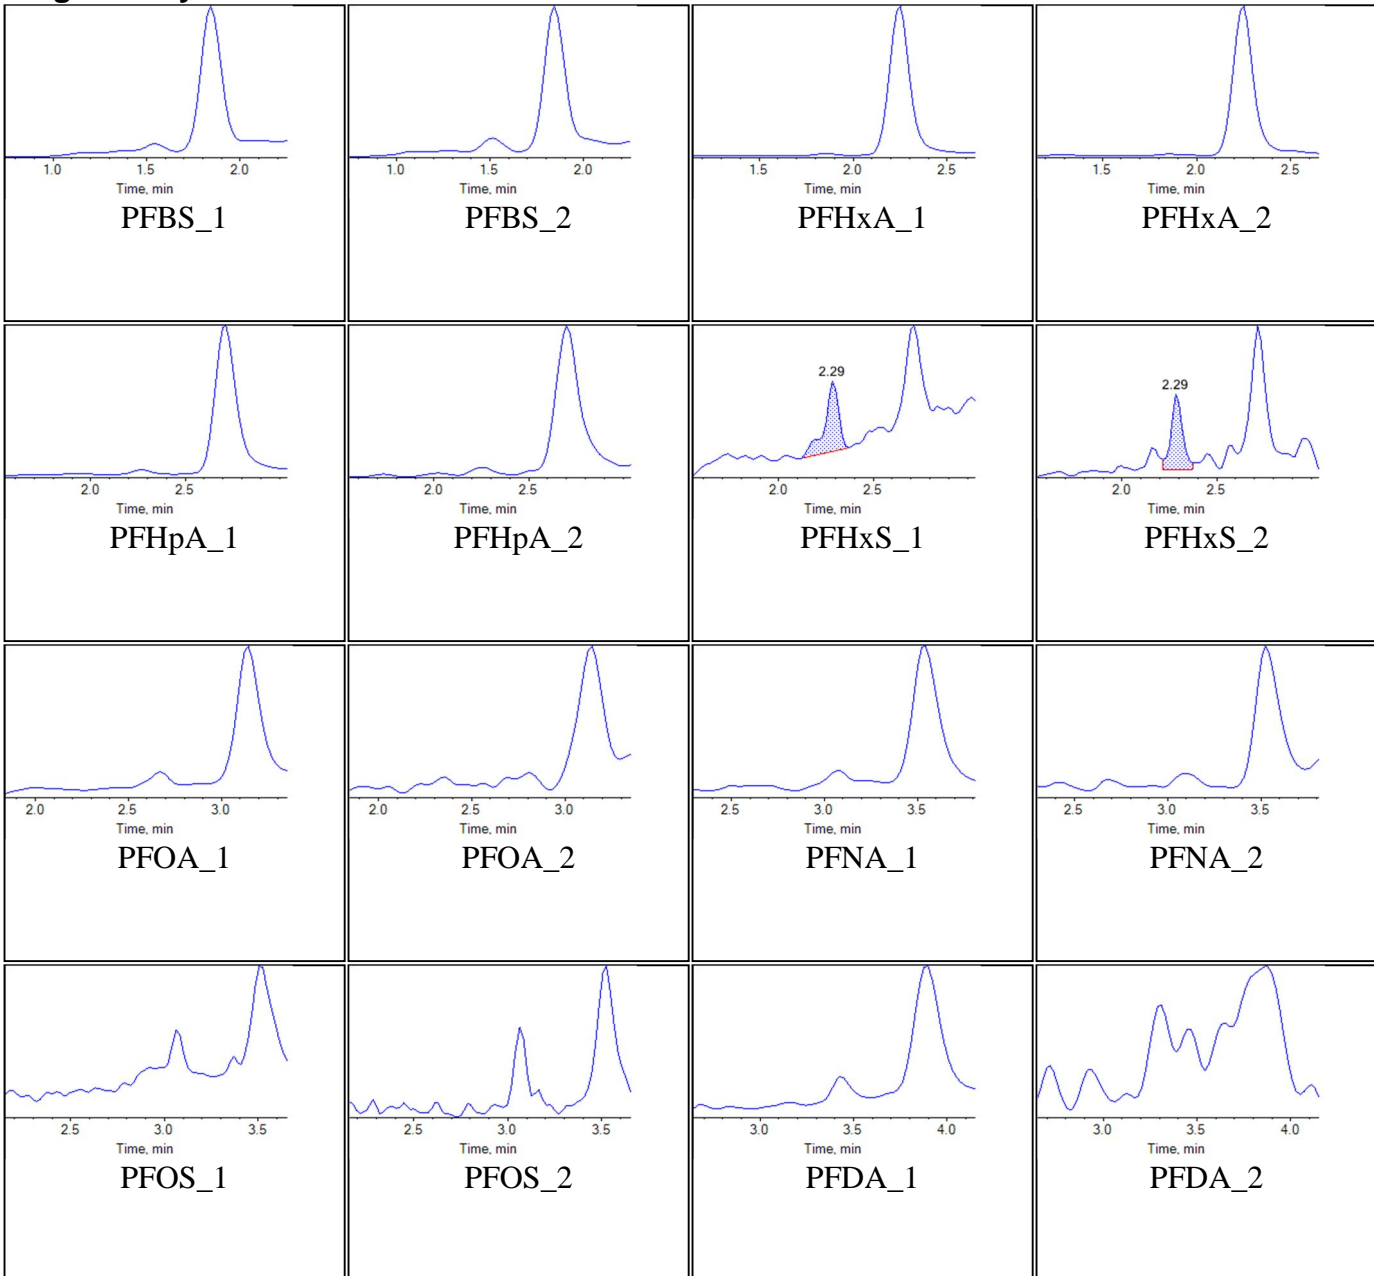 1.0 1.5 2.0
Time, min
PFBS_1
1.0 1.5 2.0
Time, min
PFBS_2
1.5 2.0 2.5
Time, min
PFHxA_1
1.5 2.0 2.5
Time, min
PFHxA_2
2.0 2.5
Time, min
PFHpA_1
2.0 2.5
Time, min
PFHpA_2
2.29
2.0 2.5
Time, min
PFHxS_1
2.29
2.0 2.5
Time, min
PFHxS_2
2.0 2.5 3.0
Time, min
PFOA_1
2.0 2.5 3.0
Time, min
PFOA_2
2.5 3.0 3.5
Time, min
PFNA_1
2.5 3.0 3.5
Time, min
PFNA_2
2.5 3.0 3.5
Time, min
PFOS_1
2.5 3.0 3.5
Time, min
PFOS_2
3.0 3.5 4.0
Time, min
PFDA_1
3.0 3.5 4.0
Time, min
PFDA_2